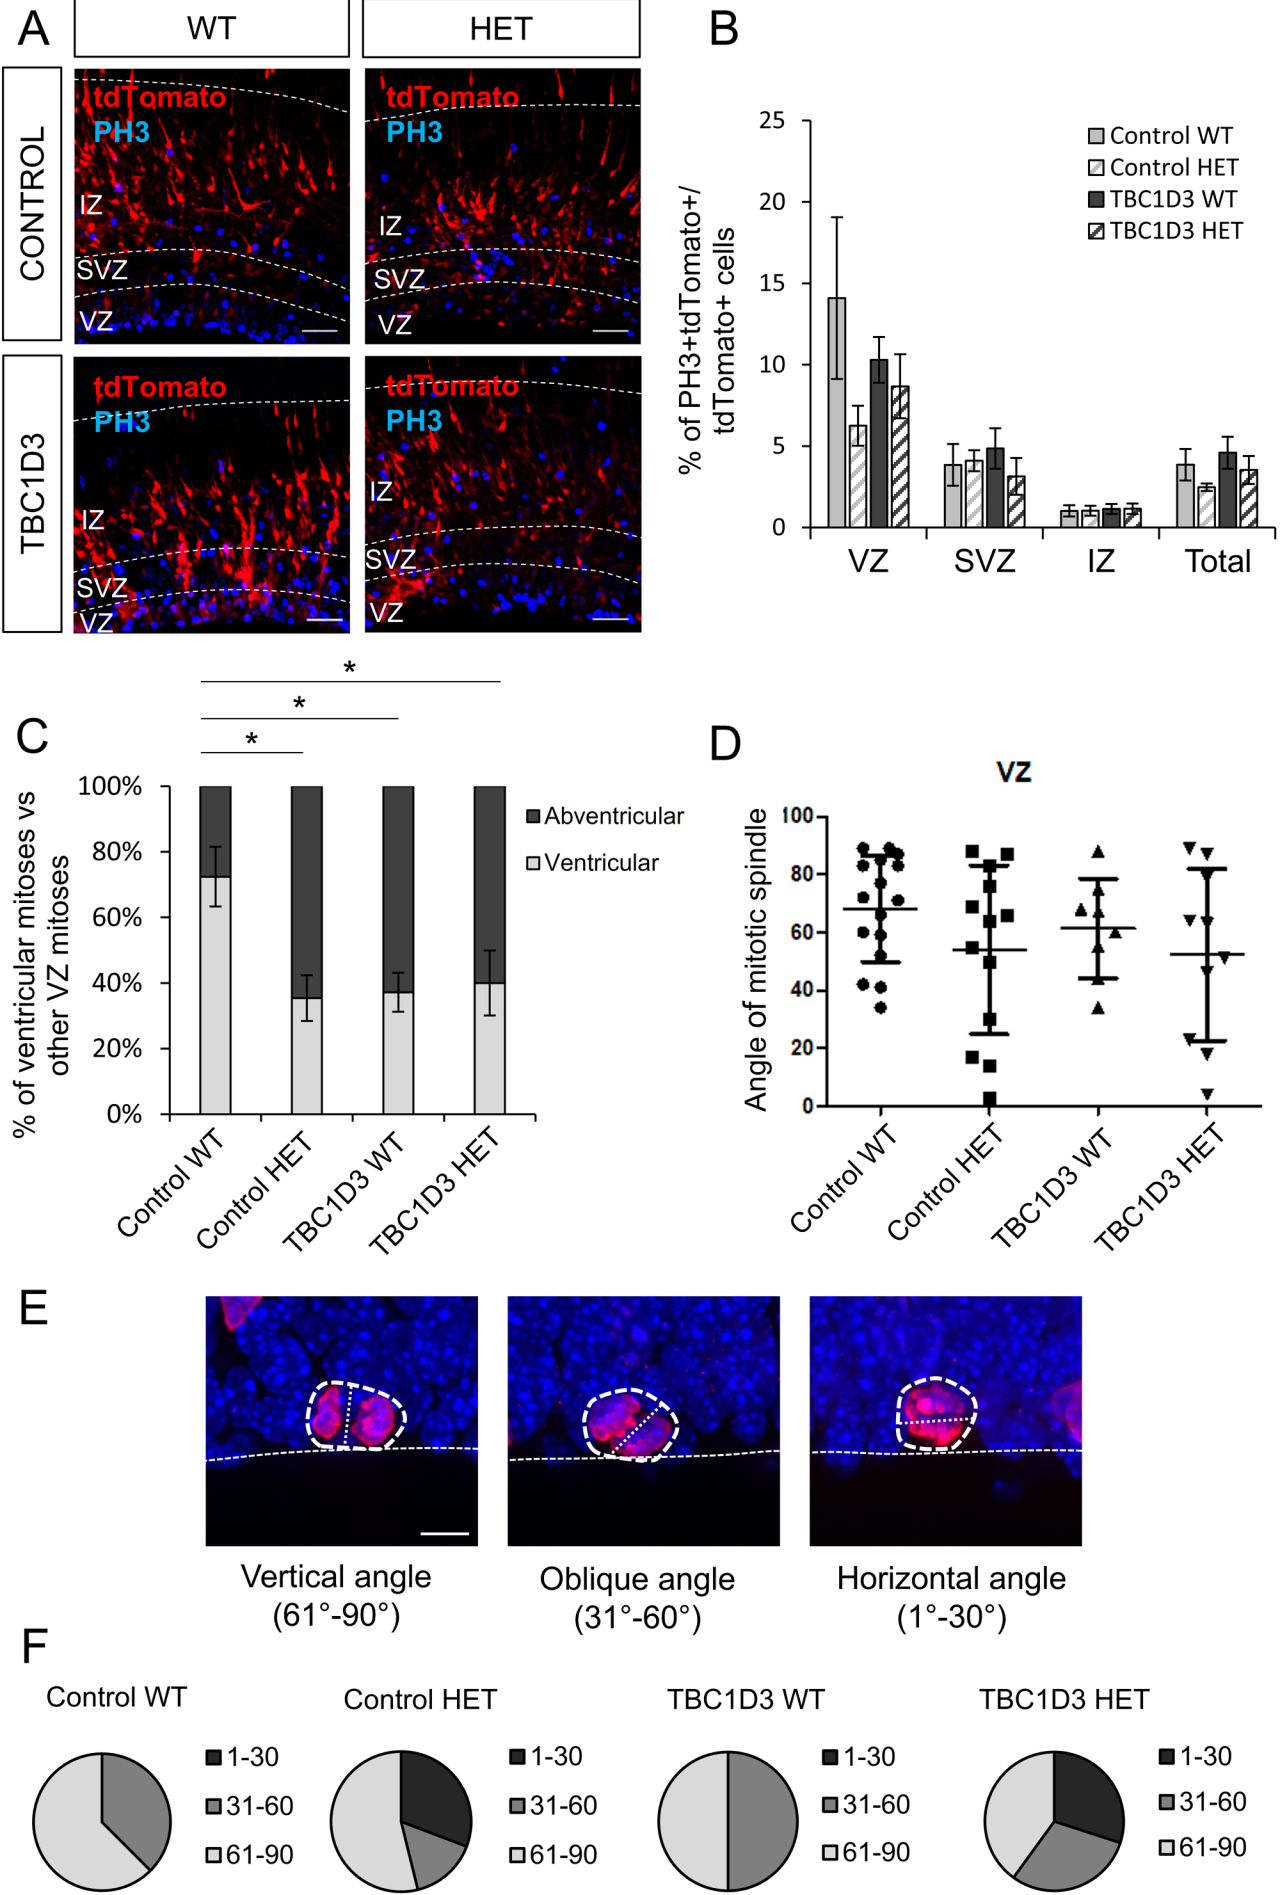 A
WT
HET
CONTROL
TBC1D3
tdTomato
PH3
IZ
SVZ
VZ
tdTomato
PH3
IZ
SVZ
VZ
tdTomato
PH3
IZ
SVZ
VZ
tdTomato
PH3
IZ
SVZ
VZ
B
% of PH3+tdTomato+/
tdTomato+ cells
25
20
15
10
5
0
Control WT
Control HET
TBC1D3 WT
TBC1D3 HET
VZ
SVZ
IZ
Total
C
*
*
*
% of ventricular mitoses vs
other VZ mitoses
100%
80%
60%
40%
20%
0%
Abventricular
Ventricular
Control WT
Control HET
TBC1D3 WT
TBC1D3 HET
D
VZ
Angle of mitotic spindle
100
80
60
40
20
0
Control WT
Control HET
TBC1D3 WT
TBC1D3 HET
E
Vertical angle
(61°-90°)
Oblique angle
(31°-60°)
Horizontal angle
(1°-30°)
F
Control WT
1-30
31-60
61-90
Control HET
1-30
31-60
61-90
TBC1D3 WT
1-30
31-60
61-90
TBC1D3 HET
1-30
31-60
61-90